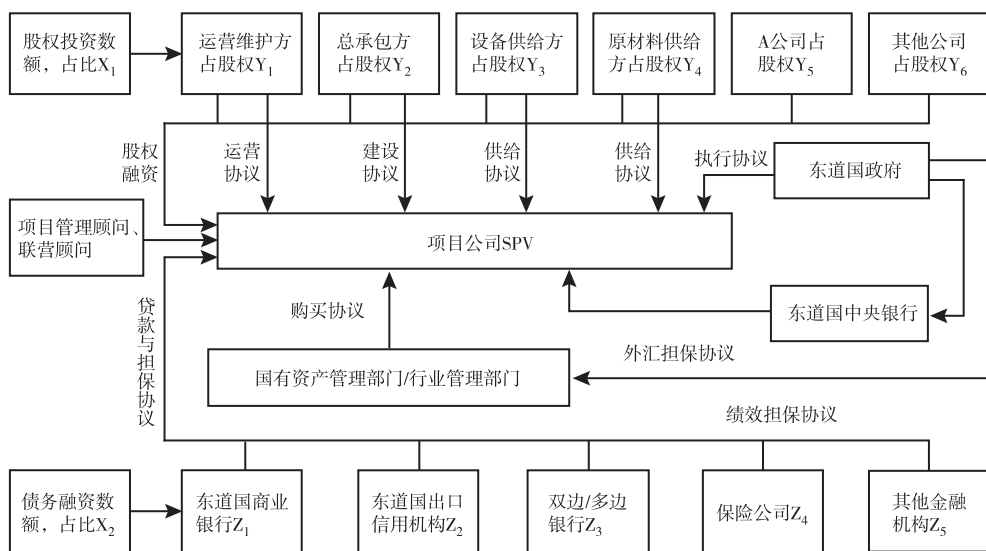 股权投资数
额，占比X₁
运营维护方
占股权Y₁
总承包方
占股权Y₂
设备供给方
占股权Y₃
原材料供给
方占股权Y₄
A公司占
股权Y₅
其他公司
占股权Y₆
股权
融资
运营
协议
建设
协议
供给
协议
供给
协议
执行协议
东道国政府
项目管理顾问、
联营顾问
项目公司SPV
贷款与担保协议
购买协议
东道国中央银行
外汇担保协议
国有资产管理部门/行业管理部门
绩效担保协议
债务融资数
额，占比X₂
东道国商业
银行Z₁
东道国出口
信用机构Z₂
双边/多边
银行Z₃
保险公司Z₄
其他金融
机构Z₅